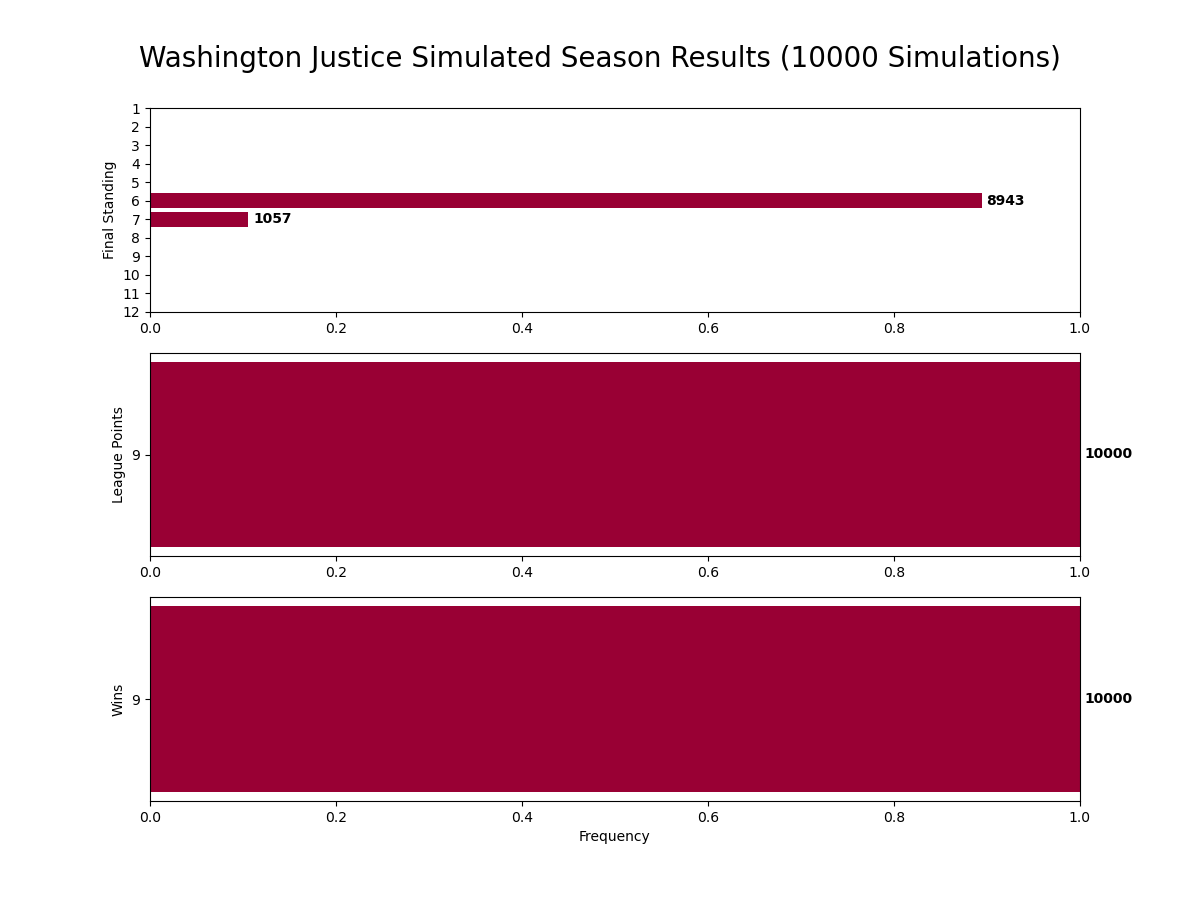 Washington Justice Simulated Season Results (10000 Simulations)
Final Standing
1
2
3
4
5
6 8943
7 1057
8
9
10
11
12
0.0 0.2 0.4 0.6 0.8 1.0
League Points
9 10000
0.0 0.2 0.4 0.6 0.8 1.0
Wins
9 10000
0.0 0.2 0.4 0.6 0.8 1.0
Frequency